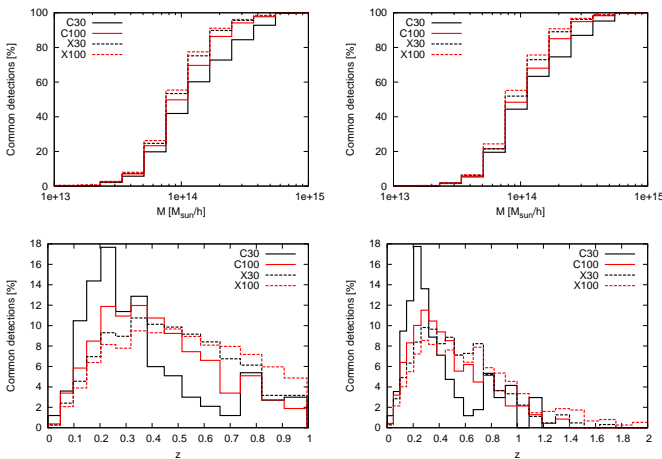 100
80
60
40
20
0
Common detections [%]
C30
C100
X30
X100
1e+13
1e+14
1e+15
M [Msun/h]
100
80
60
40
20
0
Common detections [%]
C30
C100
X30
X100
1e+13
1e+14
1e+15
M [Msun/h]
18
16
14
12
10
8
6
4
2
0
Common detections [%]
C30
C100
X30
X100
0 0.1 0.2 0.3 0.4 0.5 0.6 0.7 0.8 0.9 1
z
18
16
14
12
10
8
6
4
2
0
Common detections [%]
C30
C100
X30
X100
0 0.2 0.4 0.6 0.8 1 1.2 1.4 1.6 1.8 2
z